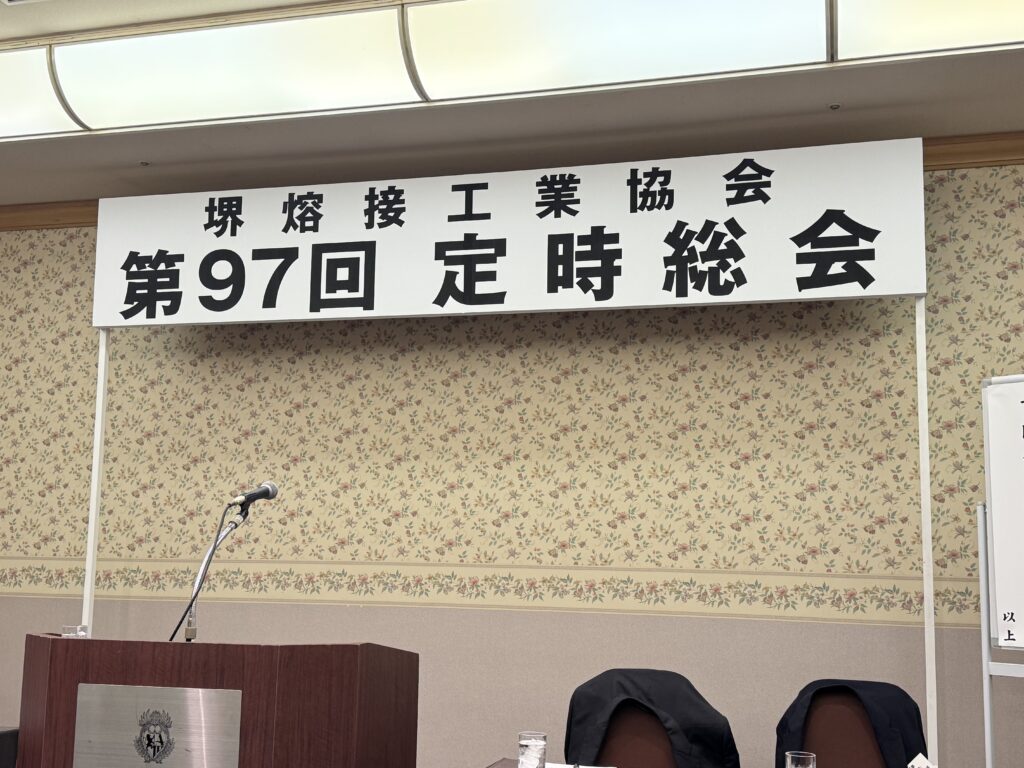 堺熔接工業協会
第97回 定時総会
以上